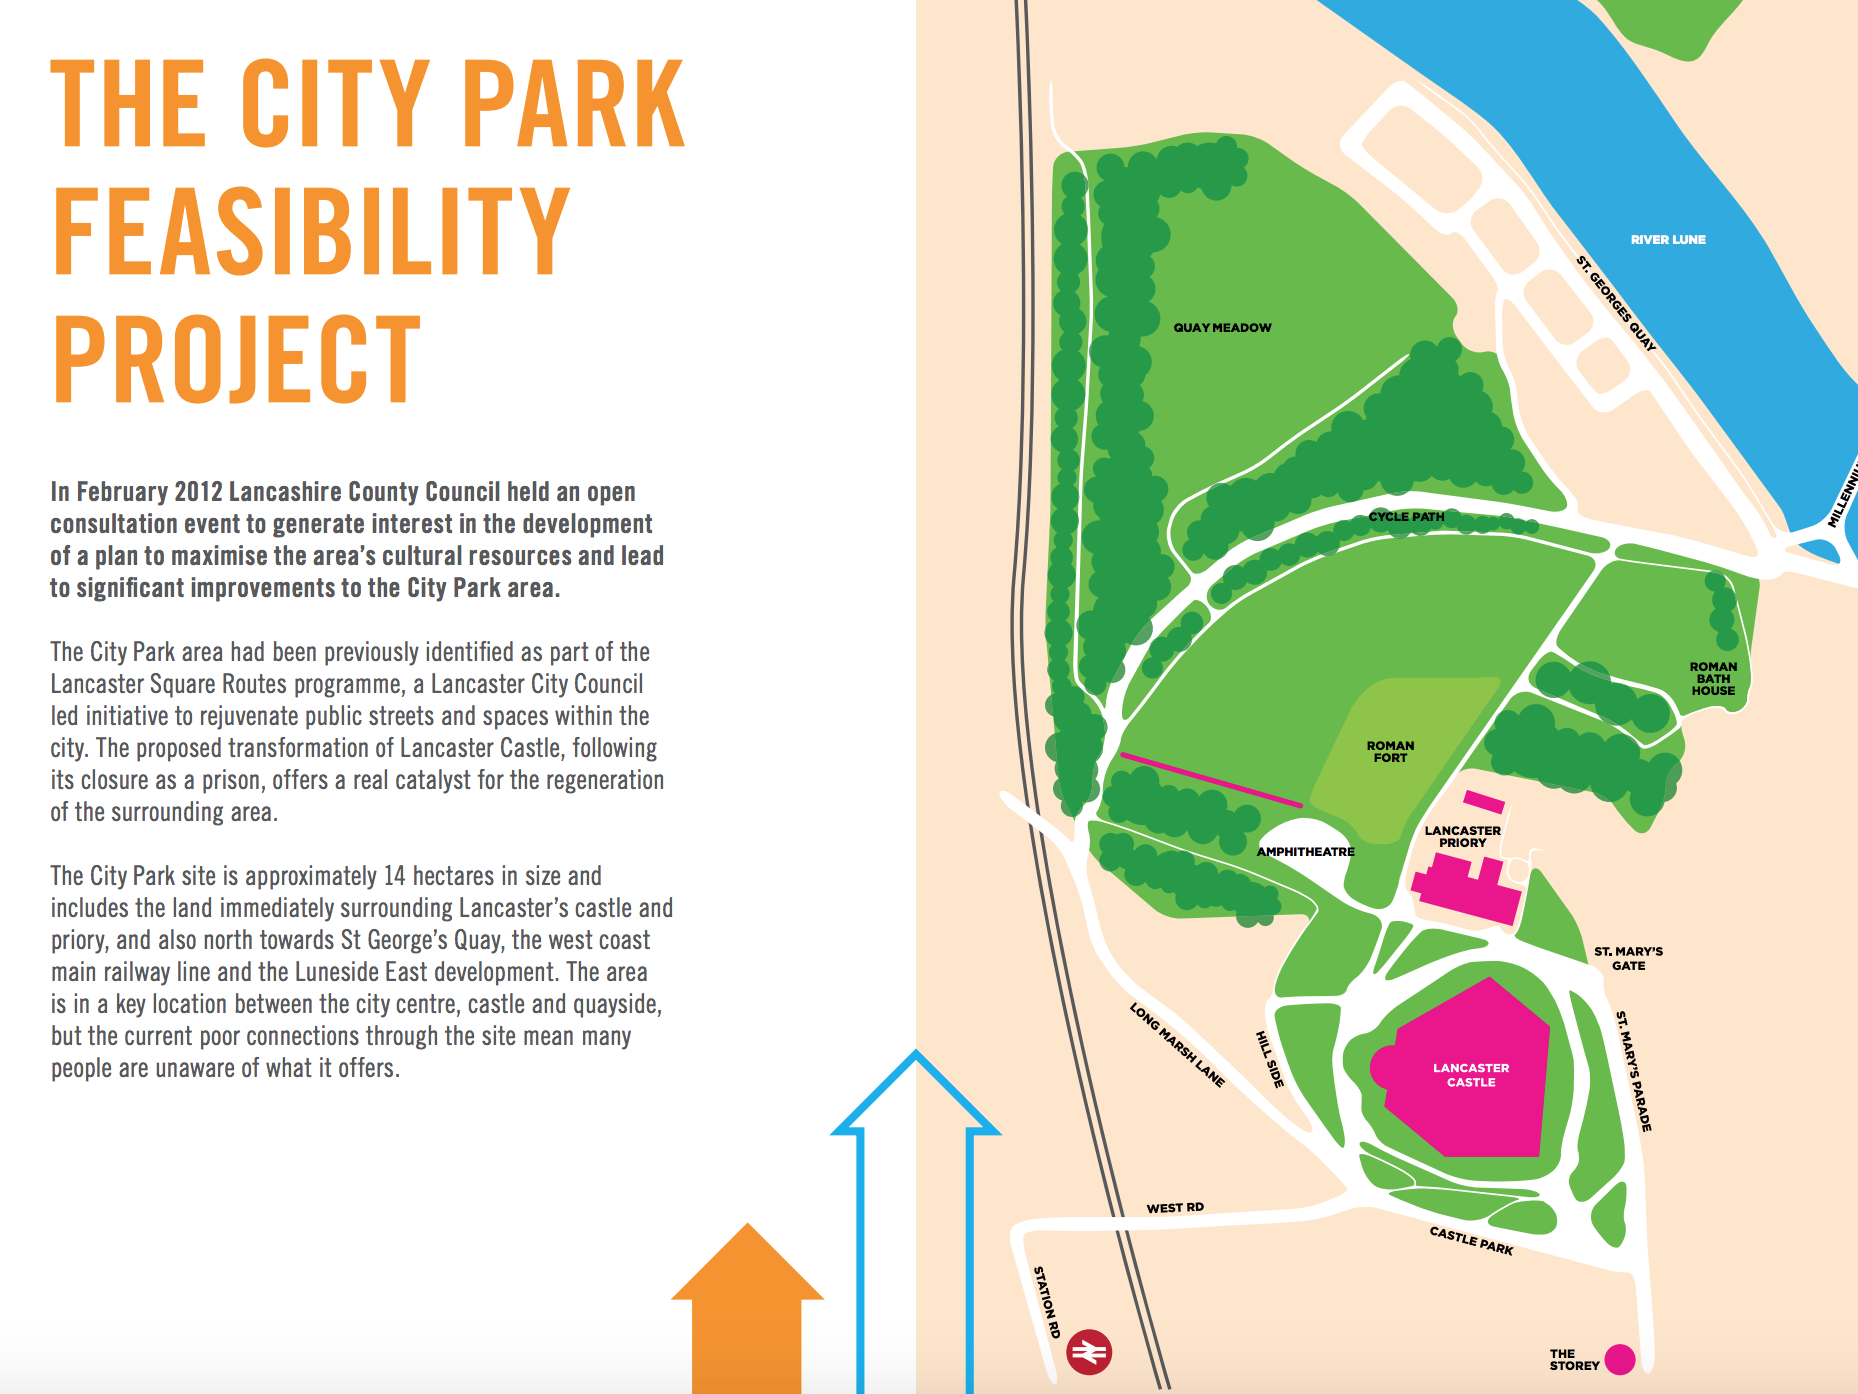 THE CITY PARK
FEASIBILITY
PROJECT
In February 2012 Lancashire County Council held an open
consultation event to generate interest in the development
of a plan to maximise the area's cultural resources and lead
to significant improvements to the City Park area.
The City Park area had been previously identified as part of the
Lancaster Square Routes programme, a Lancaster City Council
led initiative to rejuvenate public streets and spaces within the
city. The proposed transformation of Lancaster Castle, following
its closure as a prison, offers a real catalyst for the regeneration
of the surrounding area.
The City Park site is approximately 14 hectares in size and
includes the land immediately surrounding Lancaster's castle and
priory, and also north towards St George's Quay, the west coast
main railway line and the Luneside East development. The area
is in a key location between the city centre, castle and quayside,
but the current poor connections through the site mean many
people are unaware of what it offers.
RIVER LUNE
ST. GEORGES QUAY
QUAY MEADOW
MILLENNIU
CYCLE PATH
ROMAN
BATH
HOUSE
ROMAN
FORT
LANCASTER
PRIORY
AMPHITHEATRE
ST. MARY'S
GATE
LONG MARSH LANE
HILL SIDE
ST. MARY'S PARADE
LANCASTER
CASTLE
WEST RD
CASTLE PARK
STATION RD
THE
STOREY